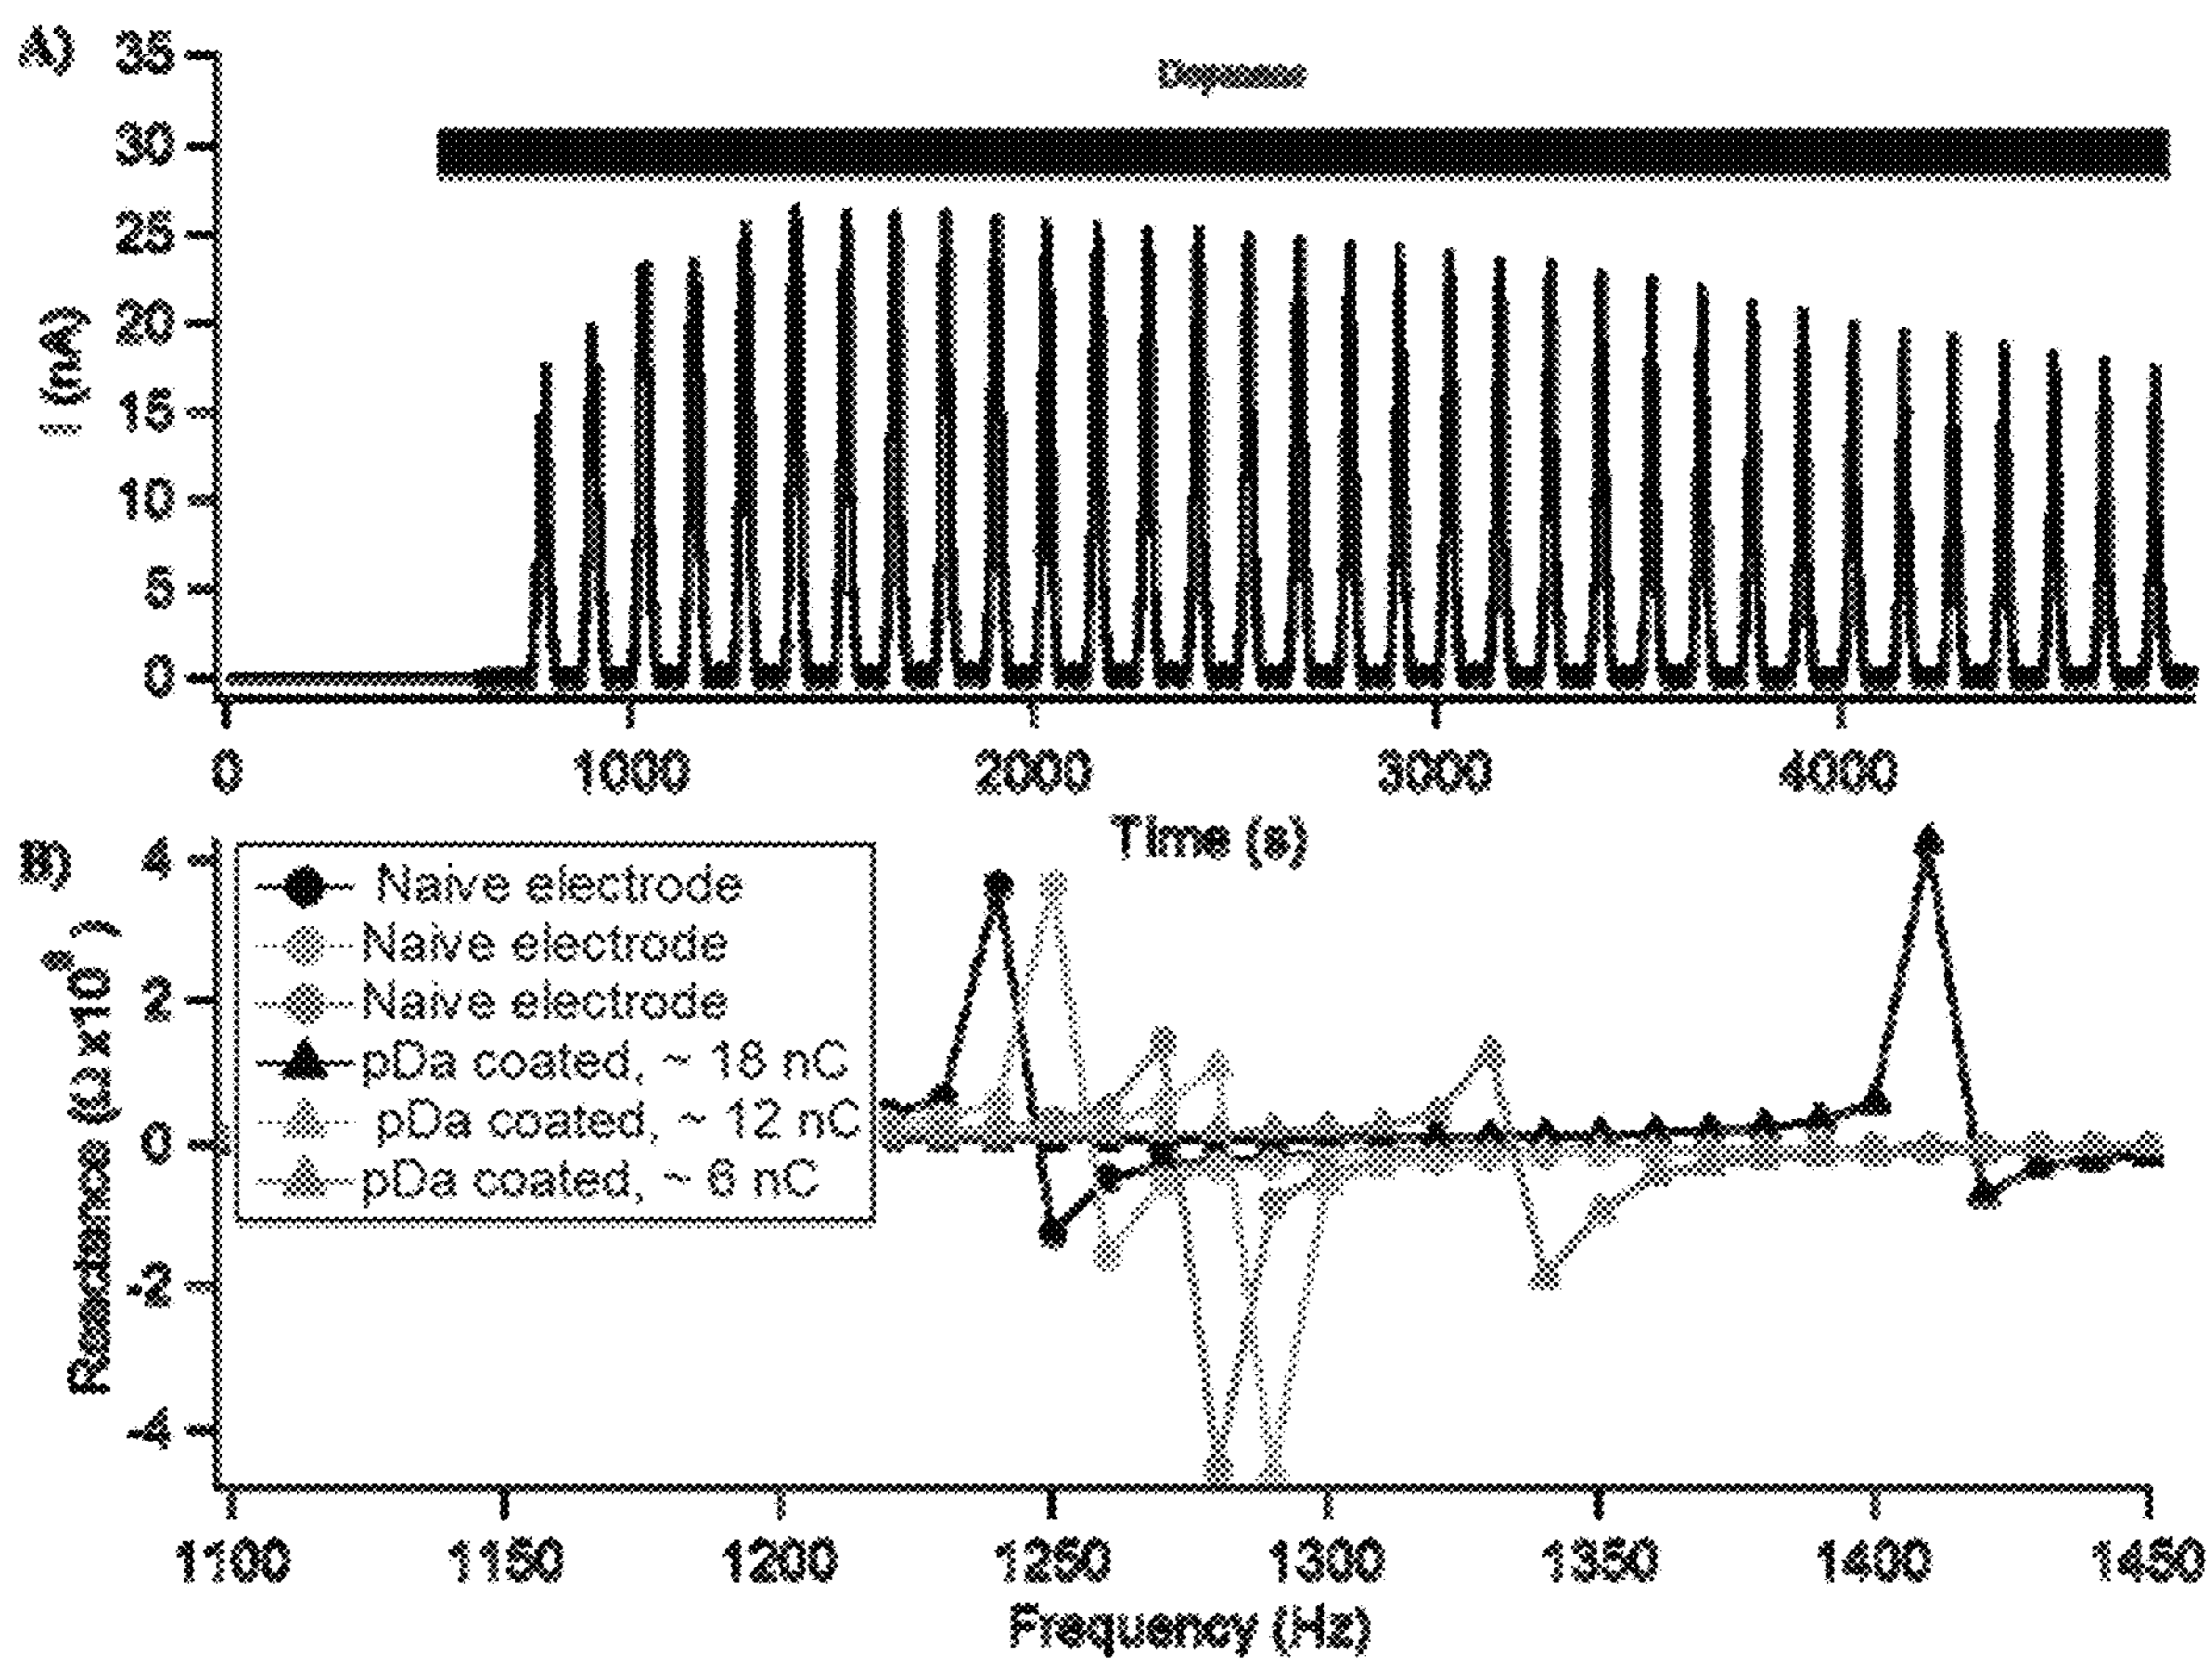 A)
35
30
25
20
15
10
5
0
I (nA)
0 1000 2000 3000 4000
Time (s)
B)
4
2
0
-2
-4
Reactance (Ω x10⁸)
Naive electrode
Naive electrode
Naive electrode
pDa coated, ~ 18 nC
pDa coated, ~ 12 nC
pDa coated, ~ 6 nC
1100 1150 1200 1250 1300 1350 1400 1450
Frequency (Hz)